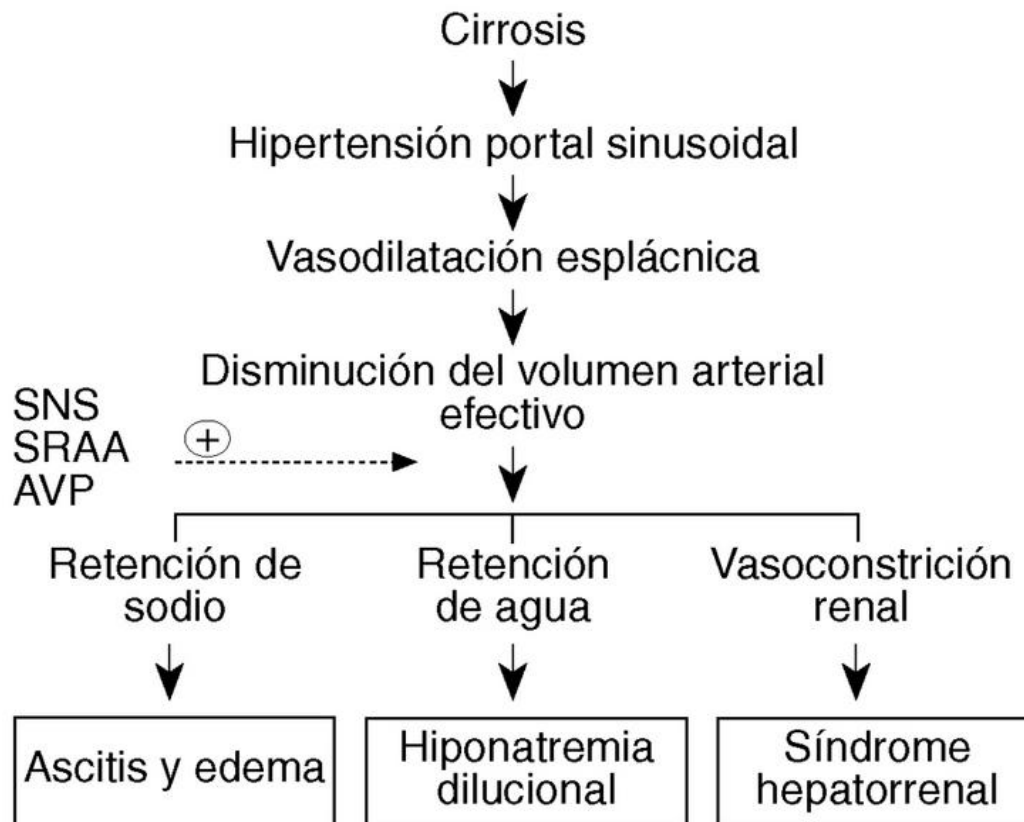 Cirrosis
Hipertensión portal sinusoidal
Vasodilatación esplácnica
Disminución del volumen arterial
efectivo
SNS
SRAA
AVP
+
Retención de
sodio
Retención
de agua
Vasoconstrición
renal
Ascitis y edema
Hiponatremia
dilucional
Síndrome
hepatorrenal